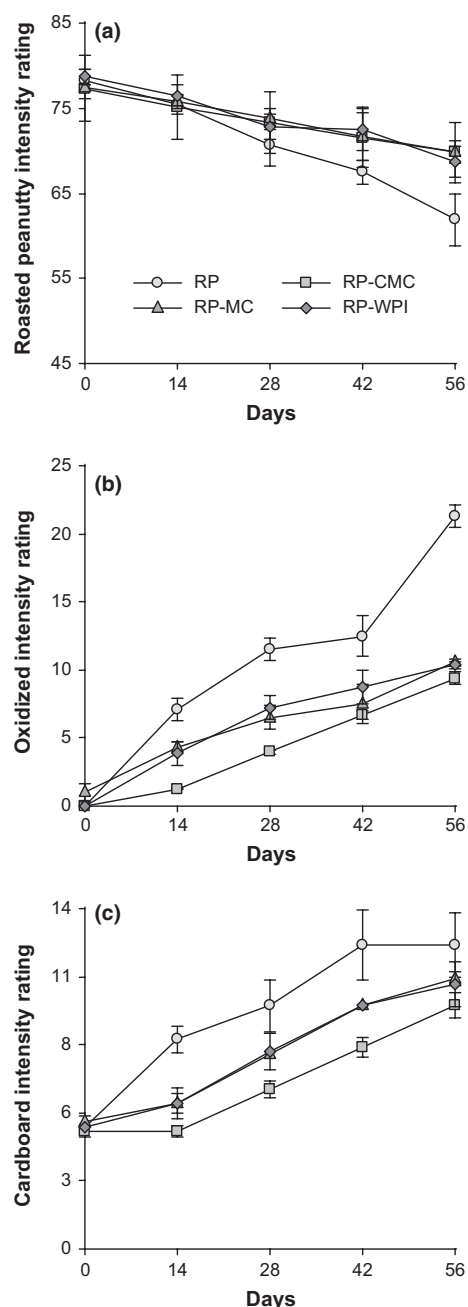 85
(a)
75
65
55
45
Roasted peanutty intensity rating
RP RP-CMC
RP-MC RP-WPI
0 14 28 42 56
Days
25
(b)
20
15
10
5
0
Oxidized intensity rating
0 14 28 42 56
Days
14
(c)
11
8
6
3
0
Cardboard intensity rating
0 14 28 42 56
Days